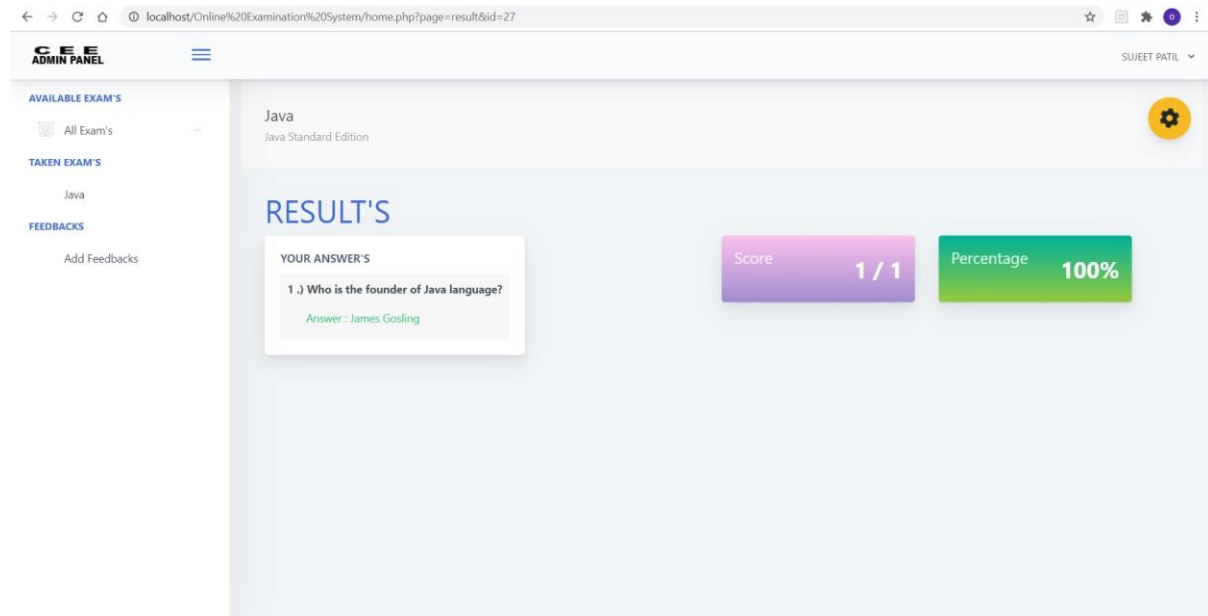 localhost/Online%20Examination%20System/home.php?page=result&id=27
o
CEE
ADMIN PANEL
SUJEET PATIL
AVAILABLE EXAM'S
All Exam's
TAKEN EXAM'S
Java
FEEDBACKS
Add Feedbacks
Java
Java Standard Edition
RESULT'S
YOUR ANSWER'S
1 .) Who is the founder of Java language?
Answer : James Gosling
Score
1 / 1
Percentage
100%